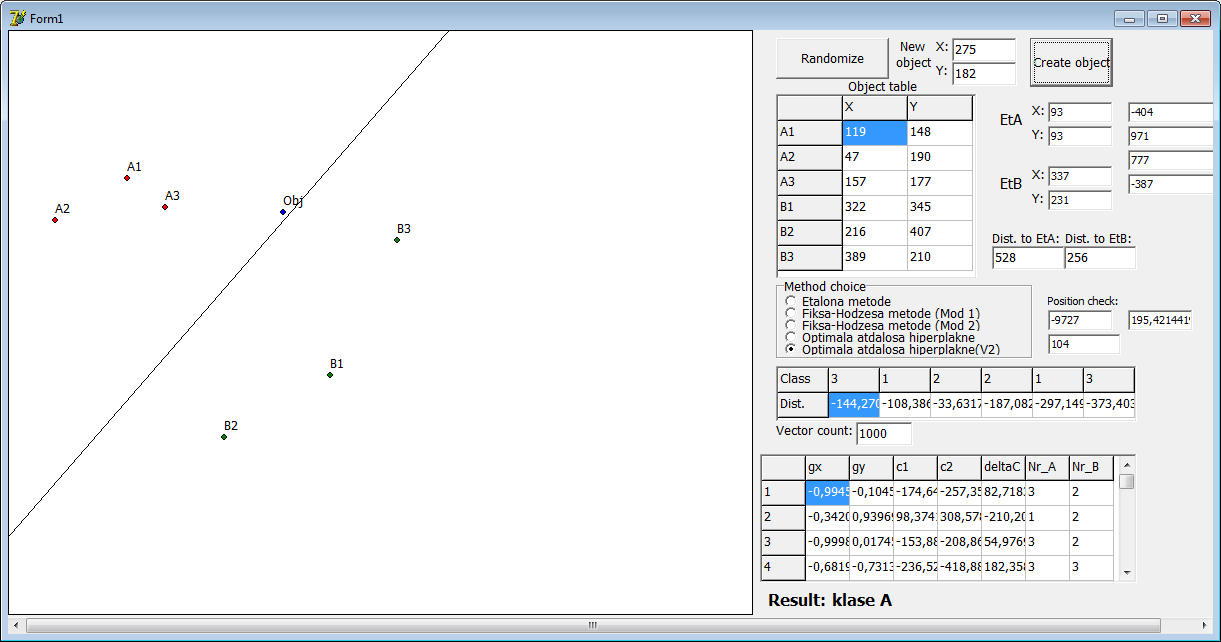 Form1
A1
A2
A3
Obj
B3
B1
B2
Randomize
New object
X: 275
Y: 182
Create object
Object table
X Y
A1 119 148
A2 47 190
A3 157 177
B1 322 345
B2 216 407
B3 389 210
EtA X: 93 -404
Y: 93 971
777
EtB X: 337 -387
Y: 231
Dist. to EtA: Dist. to EtB:
528 256
Method choice
Etalona metode
Fiksa-Hodzesa metode (Mod 1)
Fiksa-Hodzesa metode (Mod 2)
Optimala atdalosa hiperplakne
Optimala atdalosa hiperplakne(V2)
Position check:
-9727 195,421441
104
Class 3 1 2 2 1 3
Dist. -144,270 -108,386 -33,6317 -187,082 -297,149 -373,403
Vector count: 1000
gx gy c1 c2 deltaC Nr_A Nr_B
1 -0,9945 -0,1045 -174,64 -257,35 82,7182 3 2
2 -0,3420 0,93969 98,3741 308,578 -210,20 1 2
3 -0,9998 0,01745 -153,88 -208,86 54,9769 3 2
4 -0,6819 -0,7313 -236,52 -418,88 182,358 3 3
Result: klase A